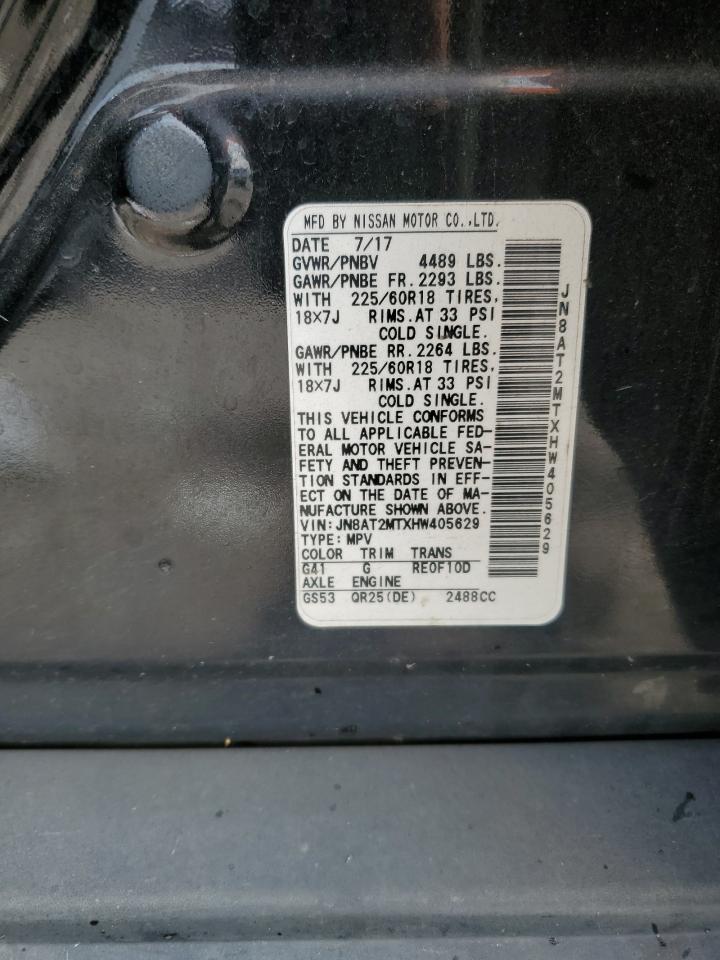 MFD BY NISSAN MOTOR CO.,LTD.
DATE 7/17
GVWR/PNBV 4489 LBS.
GAWR/PNBE FR.2293 LBS.
WITH 225/60R18 TIRES,
18X7J RIMS.AT 33 PSI
COLD SINGLE.
GAWR/PNBE RR.2264 LBS.
WITH 225/60R18 TIRES,
18X7J RIMS.AT 33 PSI
COLD SINGLE.
THIS VEHICLE CONFORMS
TO ALL APPLICABLE FED-
ERAL MOTOR VEHICLE SA-
FETY AND THEFT PREVEN-
TION STANDARDS IN EFF-
ECT ON THE DATE OF MA-
NUFACTURE SHOWN ABOVE.
VIN:JN8AT2MTXHW405629
TYPE:MPV
COLOR TRIM TRANS
G41 G RE0F10D
AXLE ENGINE
GS53 QR25(DE) 2488CC
JN8AT2MTXHW405629